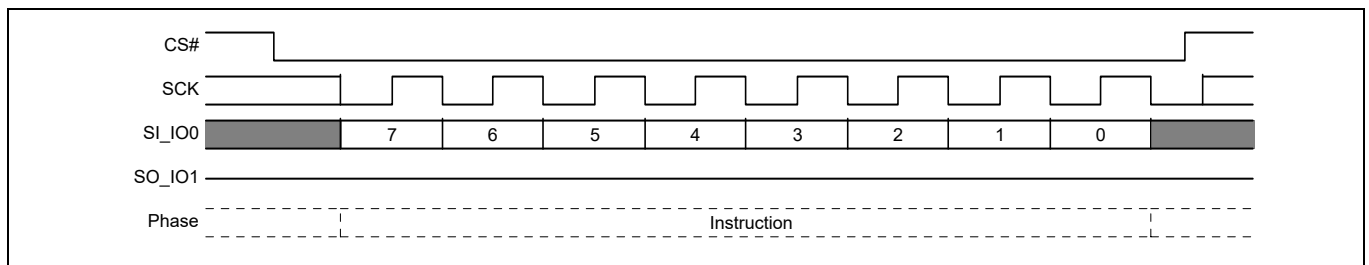 CS#
SCK
SI_IO0 7 6 5 4 3 2 1 0
SO_IO1
Phase Instruction